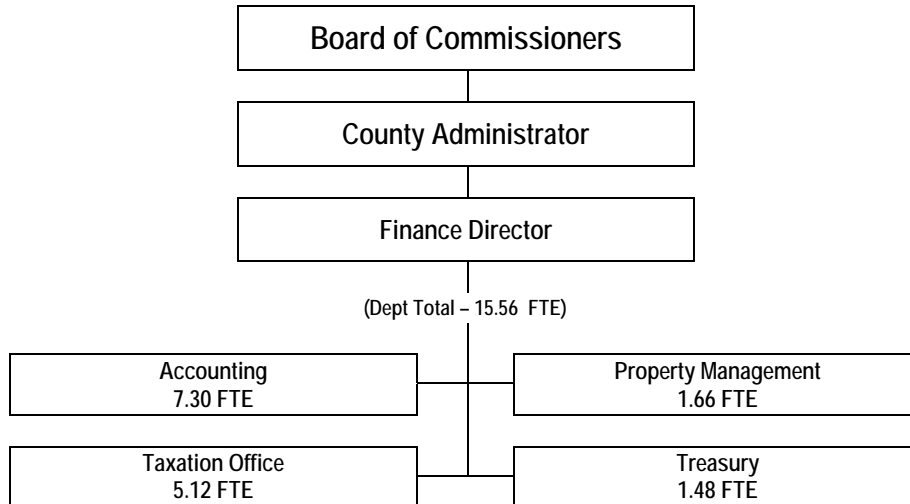 Board of Commissioners
County Administrator
Finance Director
(Dept Total – 15.56 FTE)
Accounting
7.30 FTE
Property Management
1.66 FTE
Taxation Office
5.12 FTE
Treasury
1.48 FTE